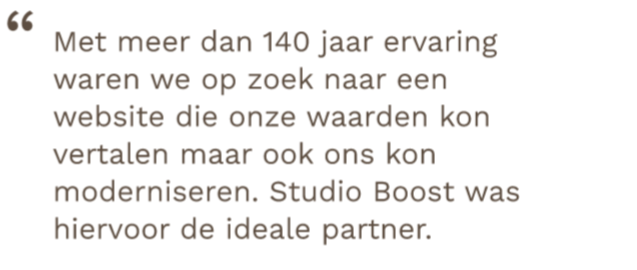 “
Met meer dan 140 jaar ervaring
waren we op zoek naar een
website die onze waarden kon
vertalen maar ook ons kon
moderniseren. Studio Boost was
hiervoor de ideale partner.